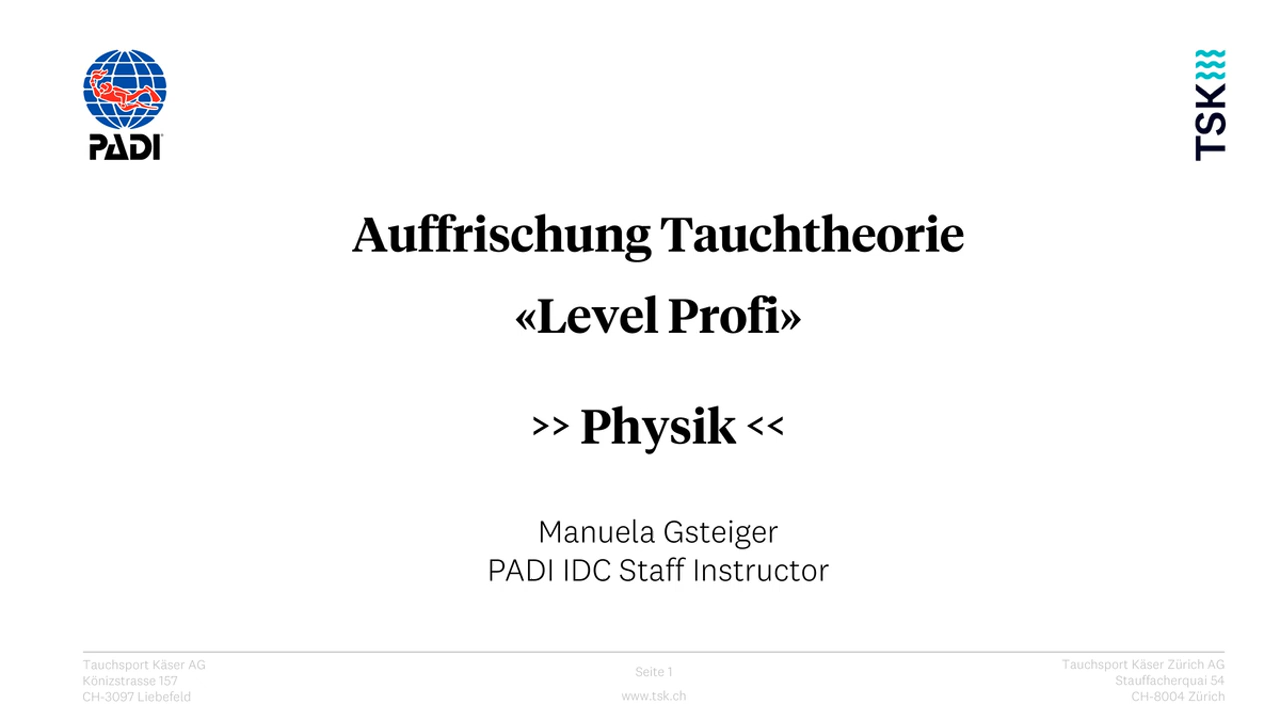 PADI
TSK
Auffrischung Tauchtheorie
«Level Profi»
>> Physik <<
Manuela Gsteiger
PADI IDC Staff Instructor
Tauchsport Käser AG
Könizstrasse 157
CH-3097 Liebefeld
Seite 1
www.tsk.ch
Tauchsport Käser Zürich AG
Stauffacherquai 54
CH-8004 Zürich